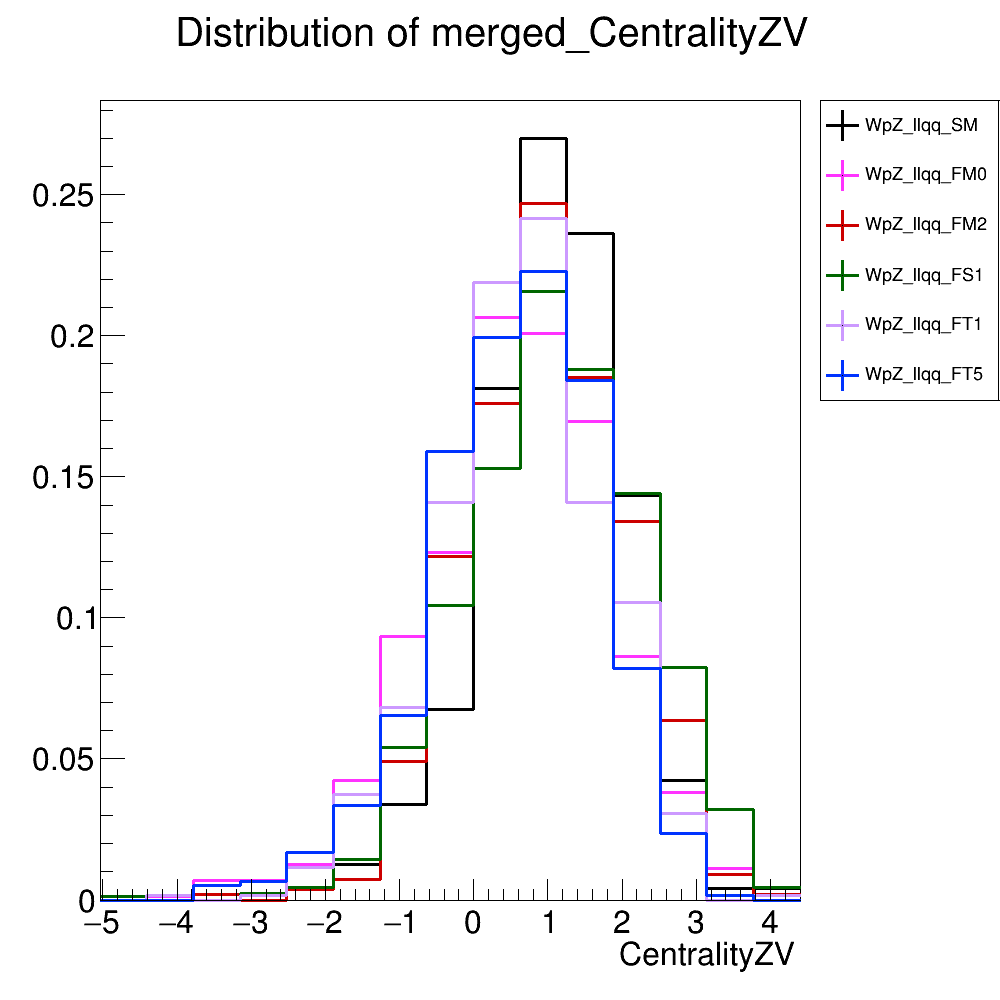 Distribution of merged_CentralityZV
WpZ_llqq_SM
WpZ_llqq_FM0
WpZ_llqq_FM2
WpZ_llqq_FS1
WpZ_llqq_FT1
WpZ_llqq_FT5
0.25
0.2
0.15
0.1
0.05
0
−5 −4 −3 −2 −1 0 1 2 3 4
CentralityZV